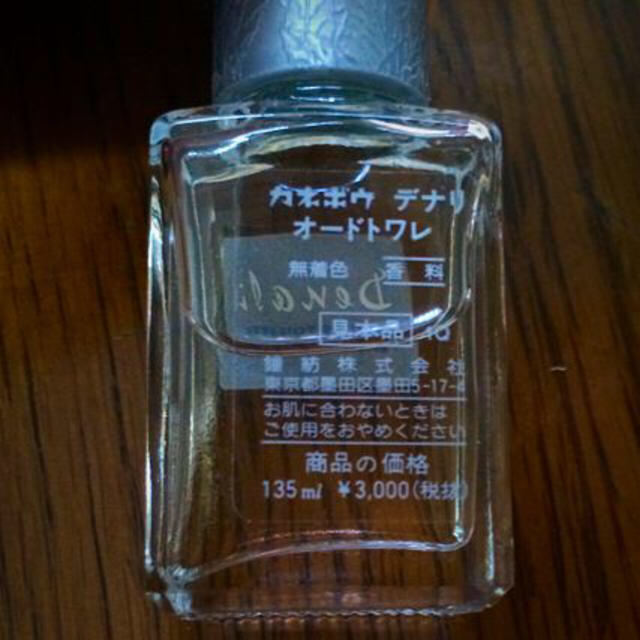 カネボウ デナリ
オードトワレ
無着色 香料
Denali
見本品
鐘紡株式会社
東京都墨田区墨田5-17-4
お肌に合わないときは
ご使用をおやめください
商品の価格
135ml ¥3,000(税抜)